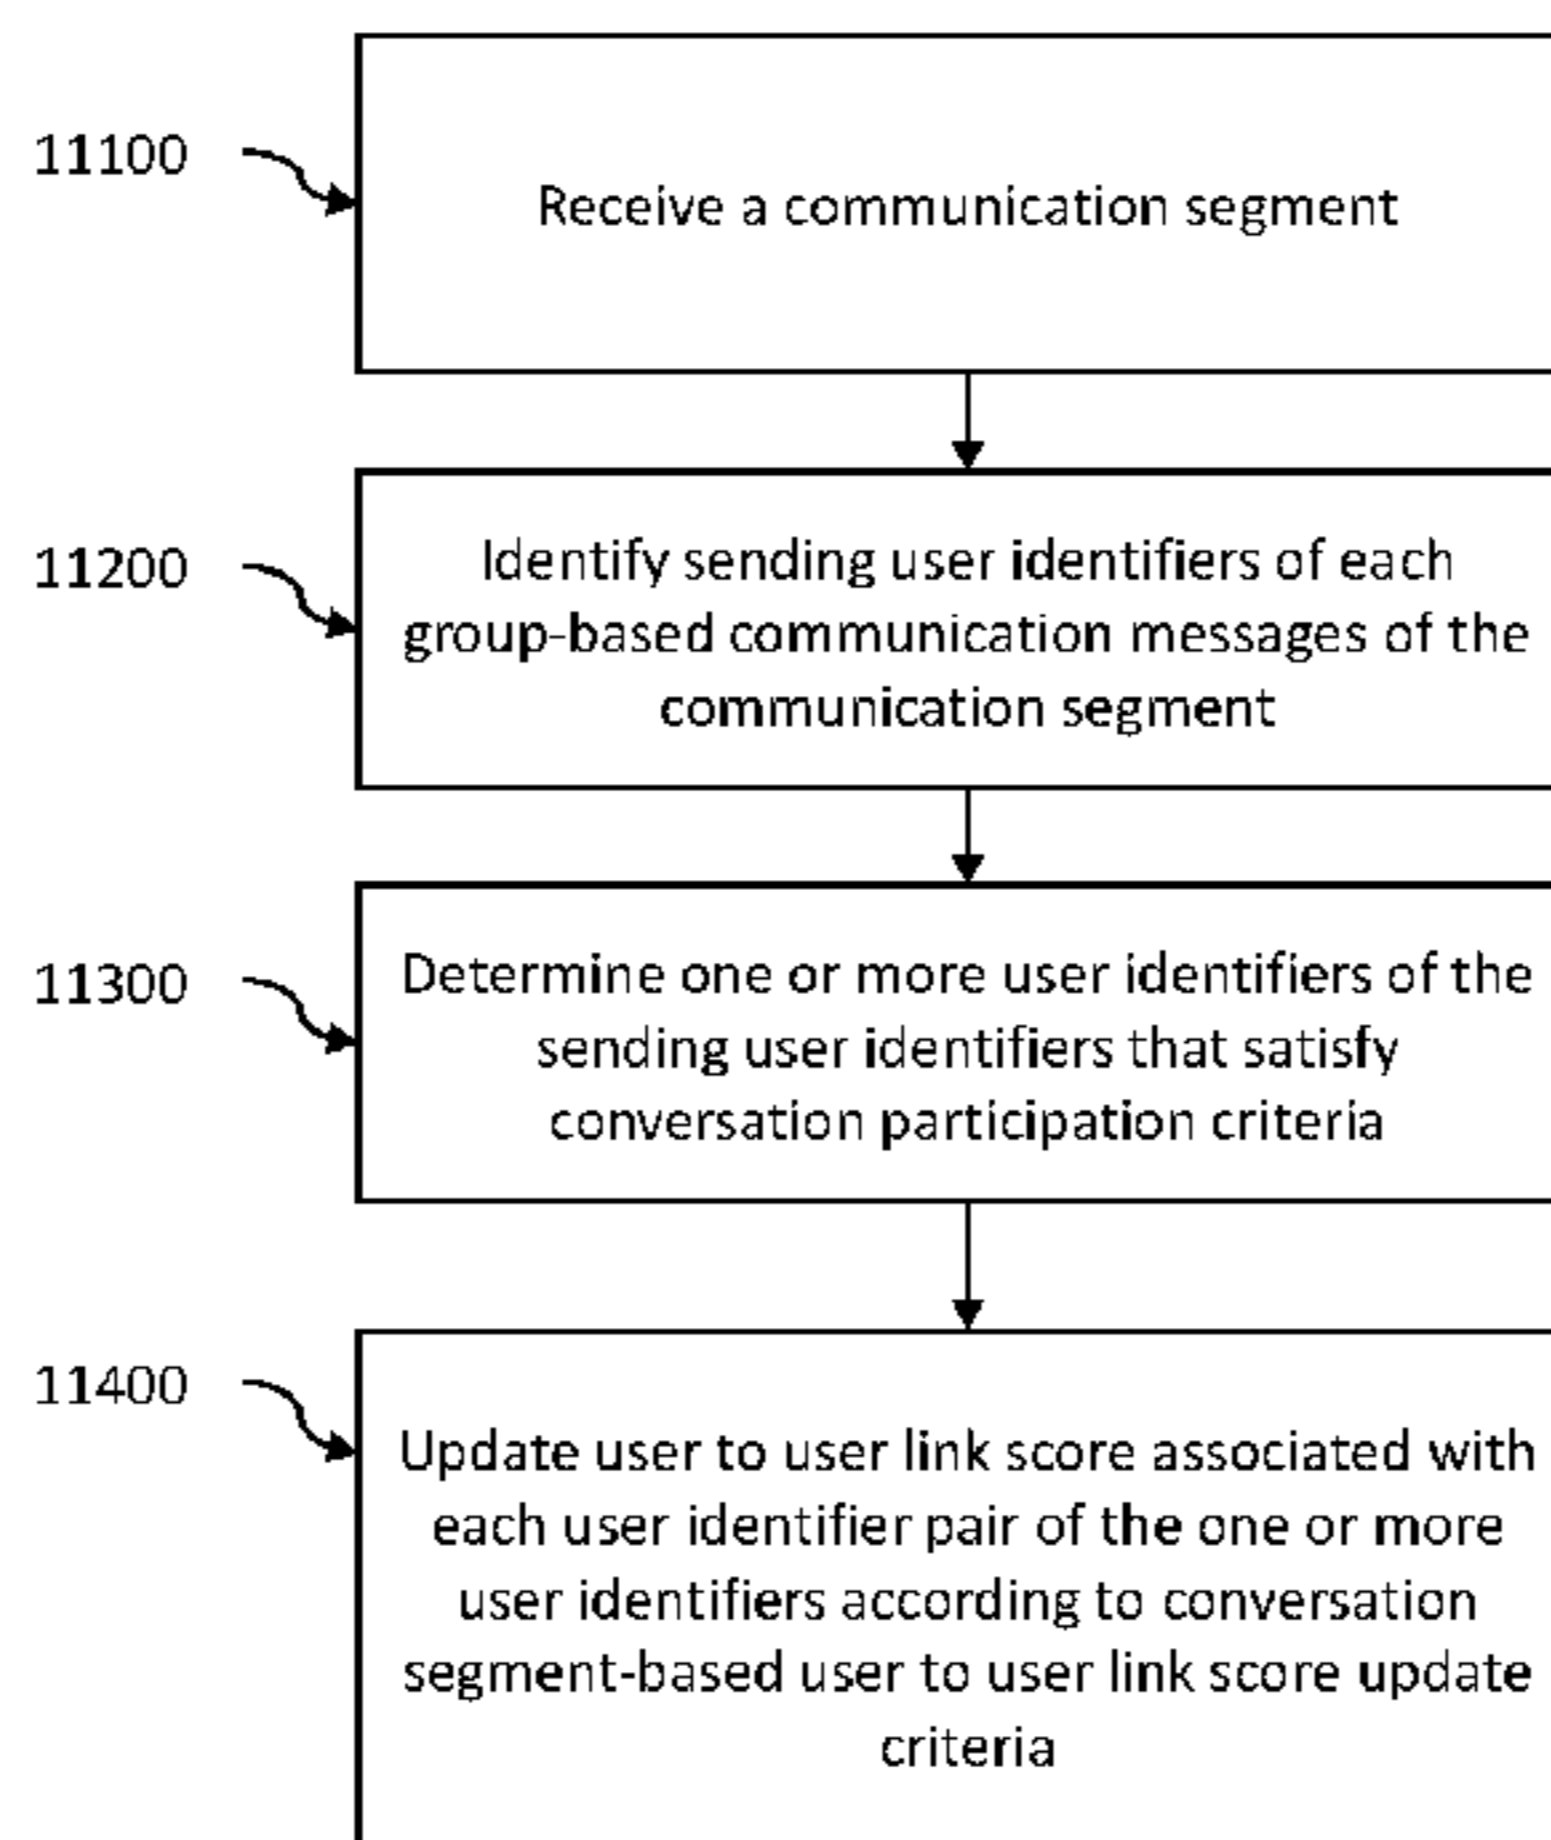 11100
Receive a communication segment
11200
Identify sending user identifiers of each
group-based communication messages of the
communication segment
11300
Determine one or more user identifiers of the
sending user identifiers that satisfy
conversation participation criteria
11400
Update user to user link score associated with
each user identifier pair of the one or more
user identifiers according to conversation
segment-based user to user link score update
criteria